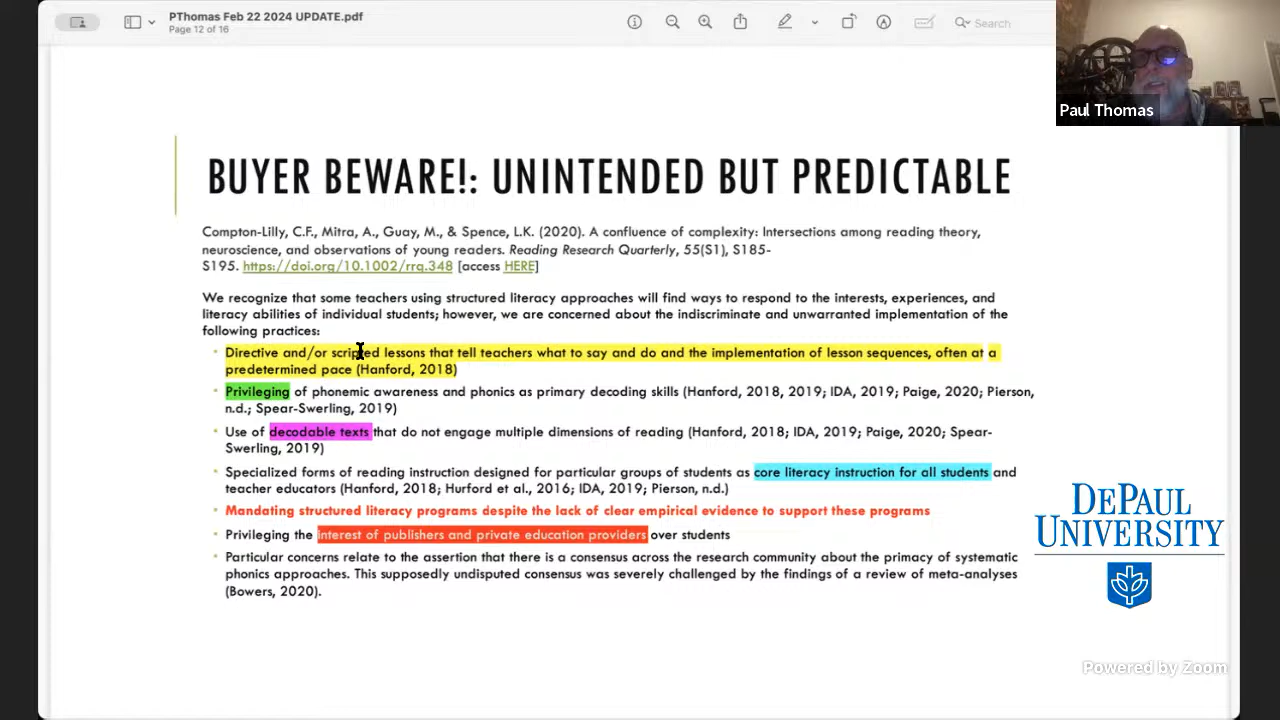 PThomas Feb 22 2024 UPDATE.pdf
Page 12 of 16
Search
Paul Thomas
BUYER BEWARE!: UNINTENDED BUT PREDICTABLE
Compton-Lilly, C.F., Mitra, A., Guay, M., & Spence, L.K. (2020). A confluence of complexity: Intersections among reading theory,
neuroscience, and observations of young readers. Reading Research Quarterly, 55(S1), S185-
S195. https://doi.org/10.1002/rrq.348 [access HERE]
We recognize that some teachers using structured literacy approaches will find ways to respond to the interests, experiences, and
literacy abilities of individual students; however, we are concerned about the indiscriminate and unwarranted implementation of the
following practices:
• Directive and/or scripted lessons that tell teachers what to say and do and the implementation of lesson sequences, often at a
predetermined pace (Hanford, 2018)
• Privileging of phonemic awareness and phonics as primary decoding skills (Hanford, 2018, 2019; IDA, 2019; Paige, 2020; Pierson,
n.d.; Spear-Swerling, 2019)
• Use of decodable texts that do not engage multiple dimensions of reading (Hanford, 2018; IDA, 2019; Paige, 2020; Spear-
Swerling, 2019)
• Specialized forms of reading instruction designed for particular groups of students as core literacy instruction for all students and
teacher educators (Hanford, 2018; Hurford et al., 2016; IDA, 2019; Pierson, n.d.)
• Mandating structured literacy programs despite the lack of clear empirical evidence to support these programs
• Privileging the interest of publishers and private education providers over students
• Particular concerns relate to the assertion that there is a consensus across the research community about the primacy of systematic
phonics approaches. This supposedly undisputed consensus was severely challenged by the findings of a review of meta-analyses
(Bowers, 2020).
DEPAUL
UNIVERSITY
Powered by Zoom